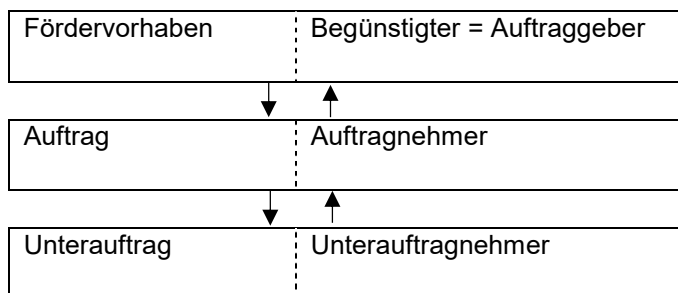 Fördervorhaben Begünstigter = Auftraggeber
Auftrag Auftragnehmer
Unterauftrag Unterauftragnehmer